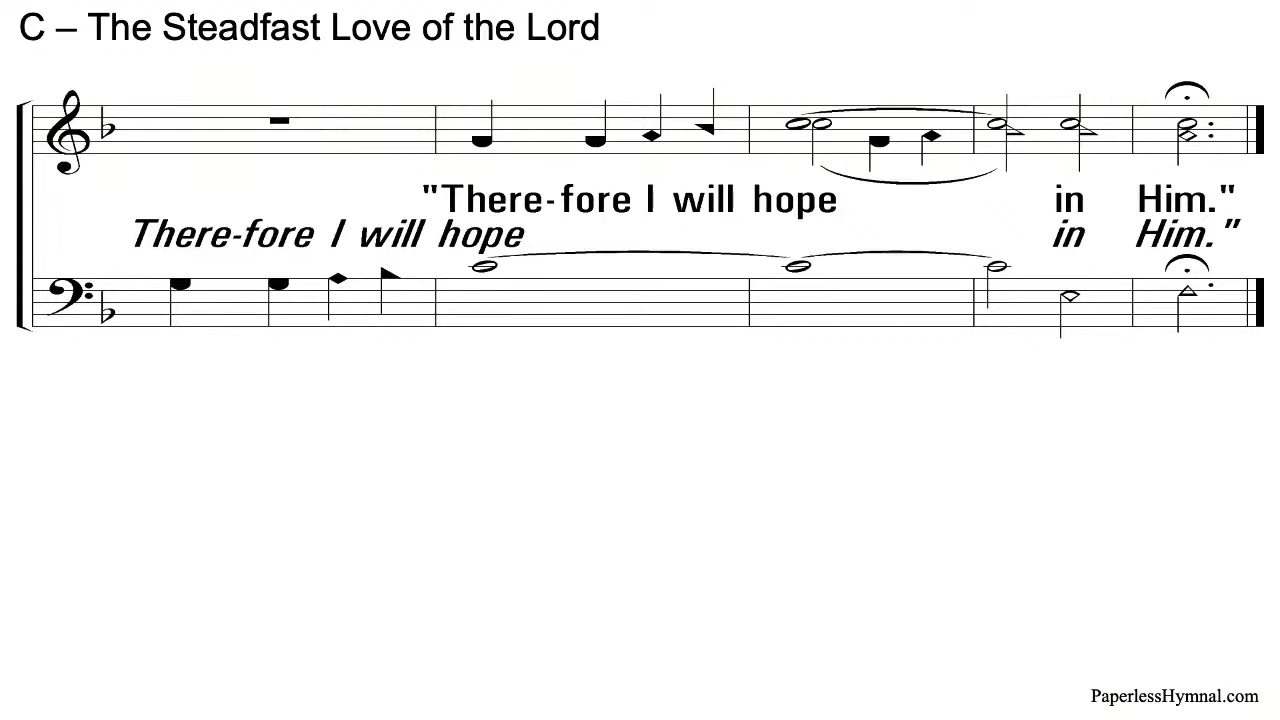 C – The Steadfast Love of the Lord
"There-fore I will hope in Him."
There-fore I will hope in Him.”
PaperlessHymnal.com